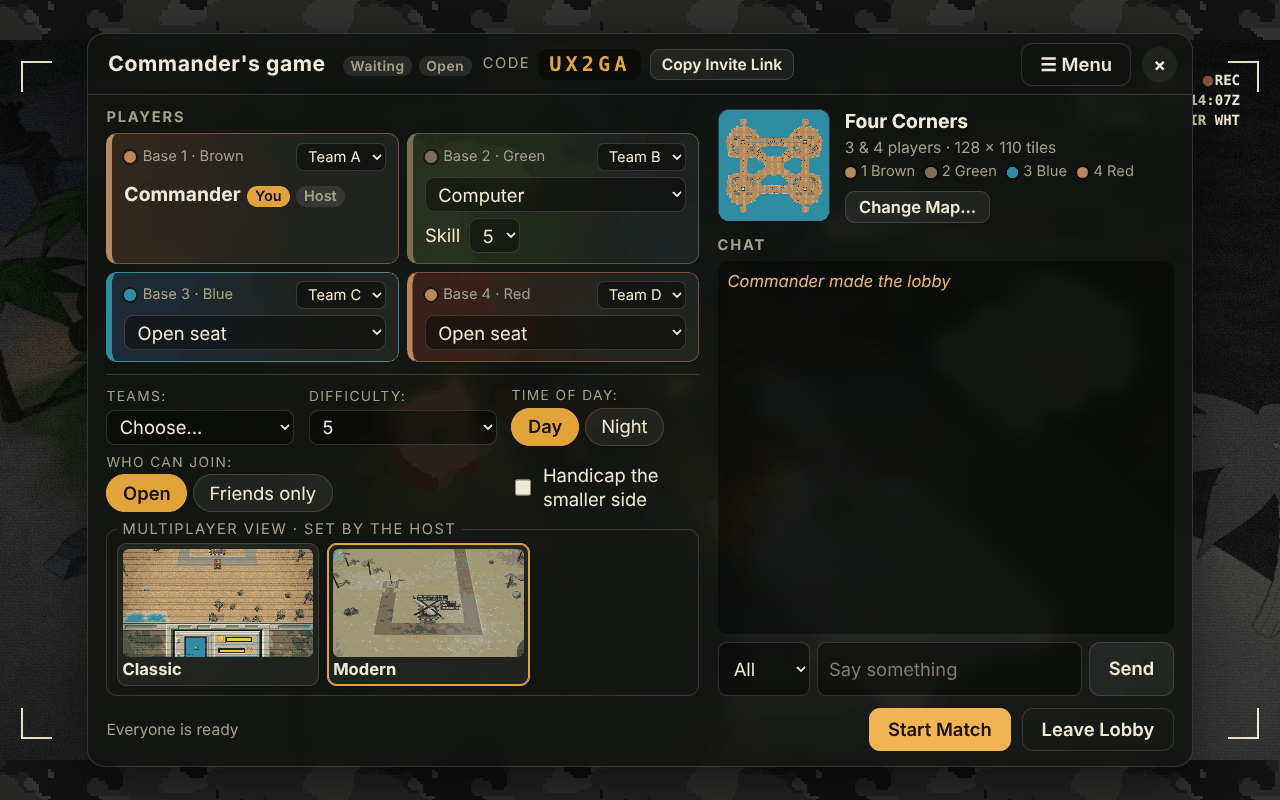 Commander's game Waiting Open CODE UX2GA Copy Invite Link ☰ Menu ×
REC
14:07Z
IR WHT
PLAYERS
Base 1 · Brown Team A
Commander You Host
Base 2 · Green Team B
Computer
Skill 5
Base 3 · Blue Team C
Open seat
Base 4 · Red Team D
Open seat
TEAMS:
Choose...
DIFFICULTY:
5
TIME OF DAY:
Day Night
WHO CAN JOIN:
Open Friends only
Handicap the
smaller side
MULTIPLAYER VIEW · SET BY THE HOST
Classic
Modern
Everyone is ready
Four Corners
3 & 4 players · 128 × 110 tiles
1 Brown 2 Green 3 Blue 4 Red
Change Map...
CHAT
Commander made the lobby
All Say something Send
Start Match Leave Lobby